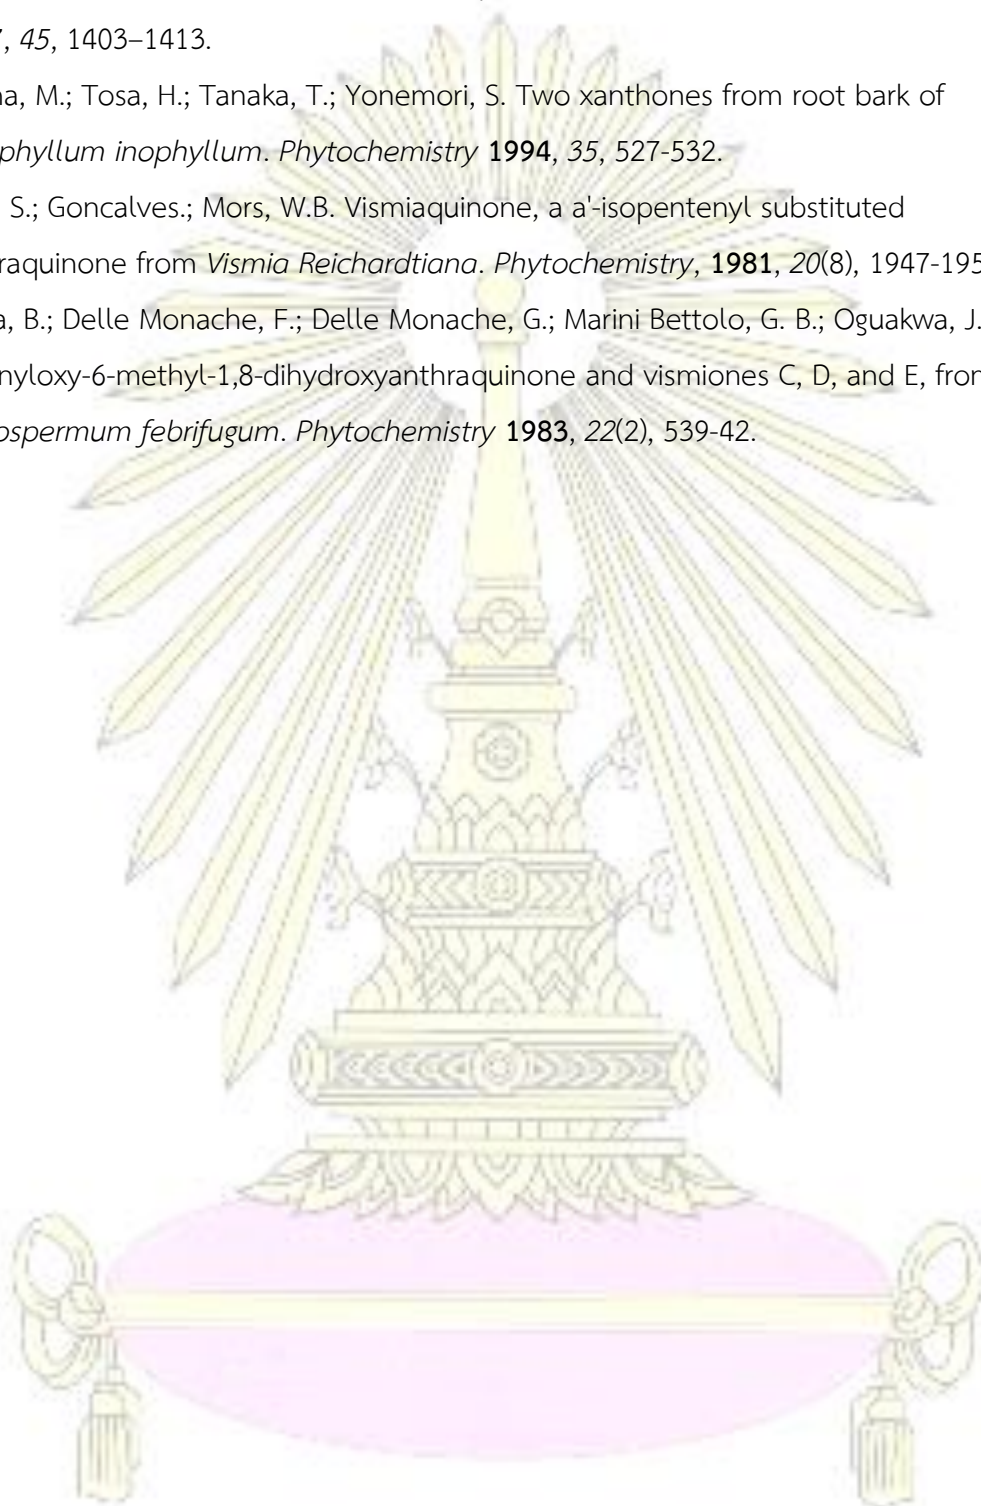 , 45, 1403–1413.
na, M.; Tosa, H.; Tanaka, T.; Yonemori, S. Two xanthones from root bark of
phyllum inophyllum. Phytochemistry 1994, 35, 527-532.
S.; Goncalves.; Mors, W.B. Vismiaquinone, a a'-isopentenyl substituted
raquinone from Vismia Reichardtiana. Phytochemistry, 1981, 20(8), 1947-195
a, B.; Delle Monache, F.; Delle Monache, G.; Marini Bettolo, G. B.; Oguakwa, J.
nyloxy-6-methyl-1,8-dihydroxyanthraquinone and vismiones C, D, and E, from
ospermum febrifugum. Phytochemistry 1983, 22(2), 539-42.